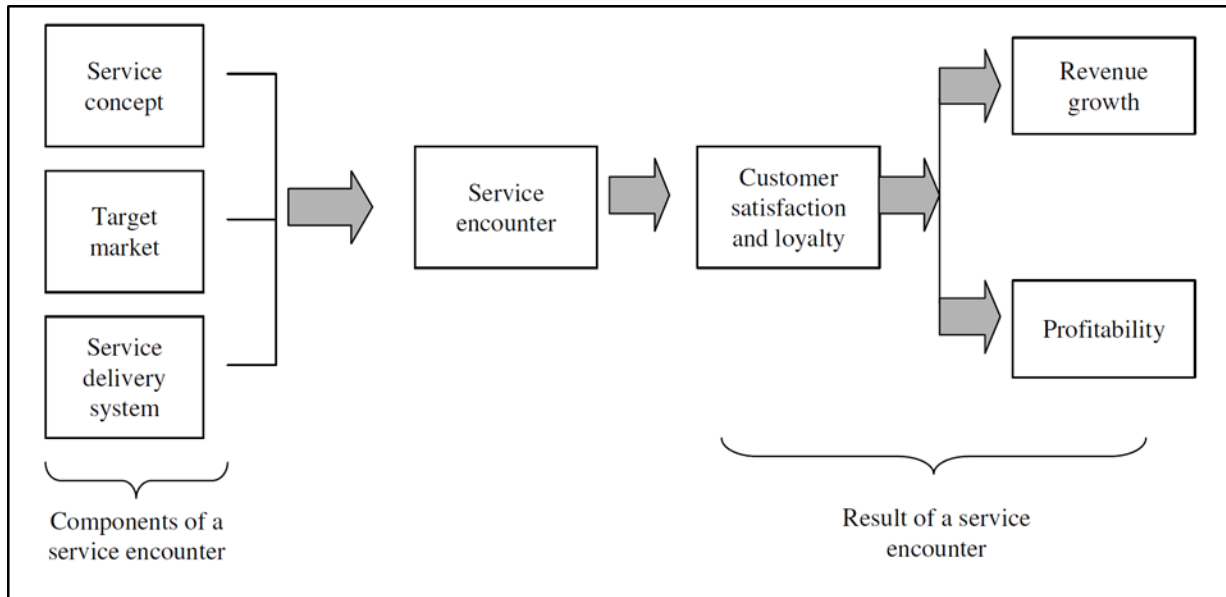 Service
concept
Target
market
Service
delivery
system
Components of a
service encounter
Service
encounter
Customer
satisfaction
and loyalty
Revenue
growth
Profitability
Result of a service
encounter